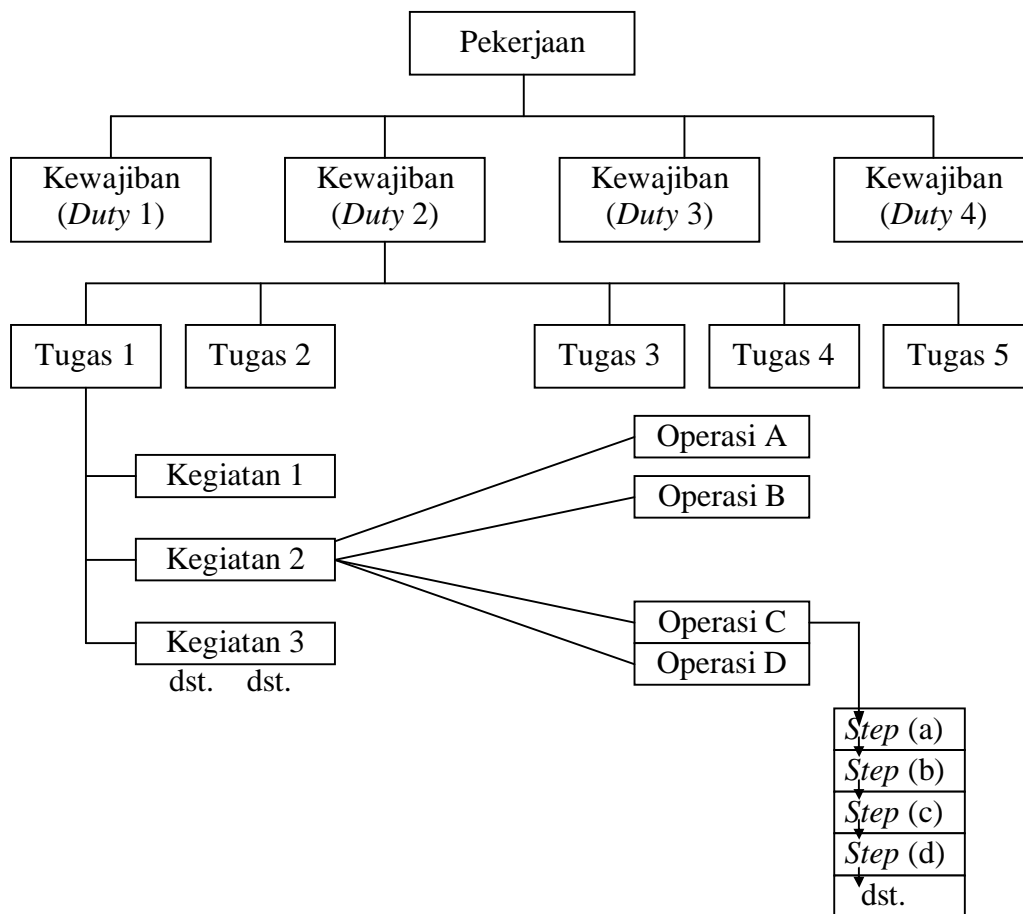 Pekerjaan
Kewajiban
(Duty 1)
Kewajiban
(Duty 2)
Kewajiban
(Duty 3)
Kewajiban
(Duty 4)
Tugas 1
Tugas 2
Tugas 3
Tugas 4
Tugas 5
Kegiatan 1
Kegiatan 2
Kegiatan 3
dst. dst.
Operasi A
Operasi B
Operasi C
Operasi D
Step (a)
Step (b)
Step (c)
Step (d)
dst.